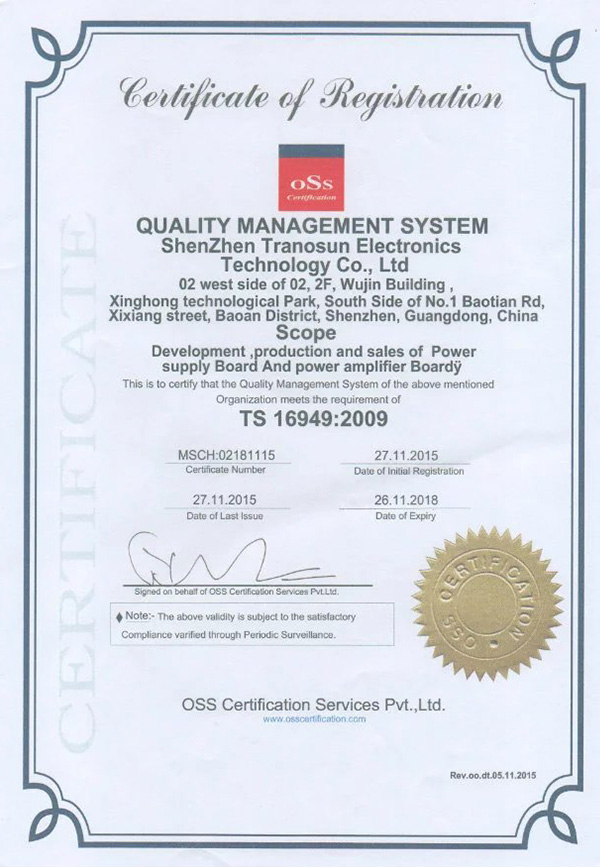 Certificate of Registration
oSs
Certification
QUALITY MANAGEMENT SYSTEM
ShenZhen Tranosun Electronics
Technology Co., Ltd
02 west side of 02, 2F, Wujin Building ,
Xinghong technological Park, South Side of No.1 Baotian Rd,
Xixiang street, Baoan District, Shenzhen, Guangdong, China
Scope
Development ,production and sales of Power
supply Board And power amplifier Boardÿ
This is to certify that the Quality Management System of the above mentioned
Organization meets the requirement of
TS 16949:2009
MSCH:02181115 27.11.2015
Certificate Number Date of Initial Registration
27.11.2015 26.11.2018
Date of Last Issue Date of Expiry
Signed on behalf of OSS Certification Services Pvt.Ltd.
Note:- The above validity is subject to the satisfactory
Compliance varified through Periodic Surveillance.
CERTIFICATION
OSS
OSS Certification Services Pvt.,Ltd.
www.osscertification.com
Rev.oo.dt.05.11.2015
CERTIFICATE